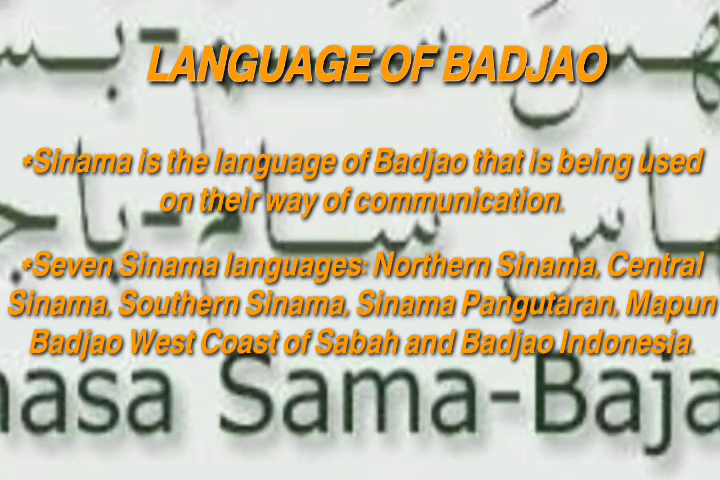 LANGUAGE OF BADJAO
*Sinama is the language of Badjao that is being used
on their way of communication.
*Seven Sinama languages: Northern Sinama, Central
Sinama, Southern Sinama, Sinama Pangutaran, Mapun
Badjao West Coast of Sabah and Badjao Indonesia.
Sama-Baja